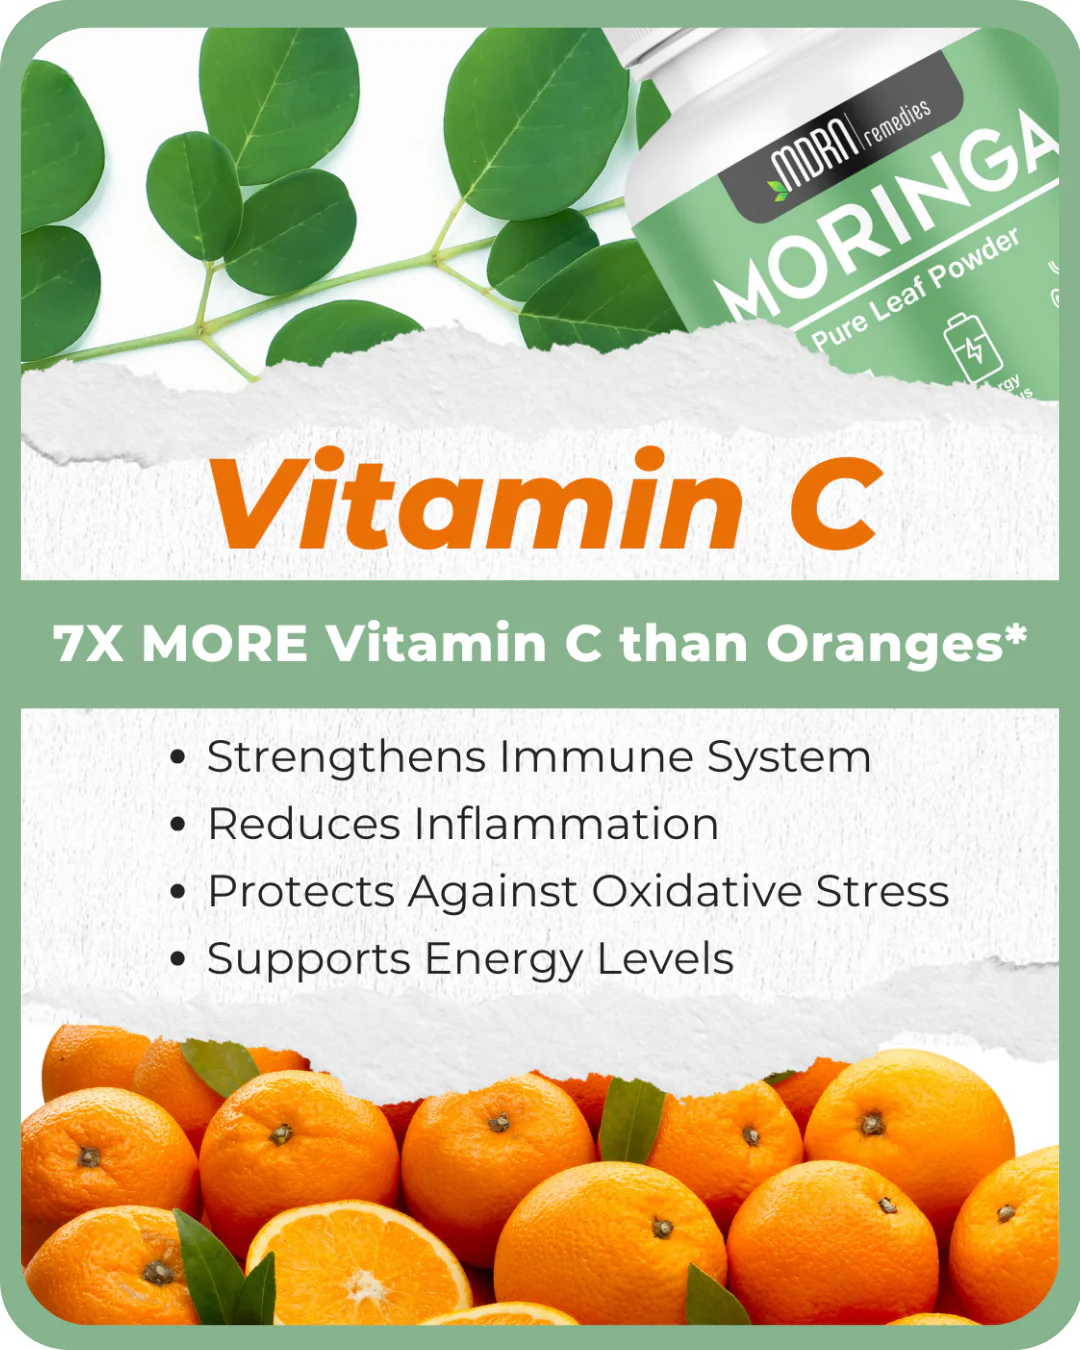 MDRN remedies
MORINGA
Pure Leaf Powder
Vitamin C
7X MORE Vitamin C than Oranges*
• Strengthens Immune System
• Reduces Inflammation
• Protects Against Oxidative Stress
• Supports Energy Levels